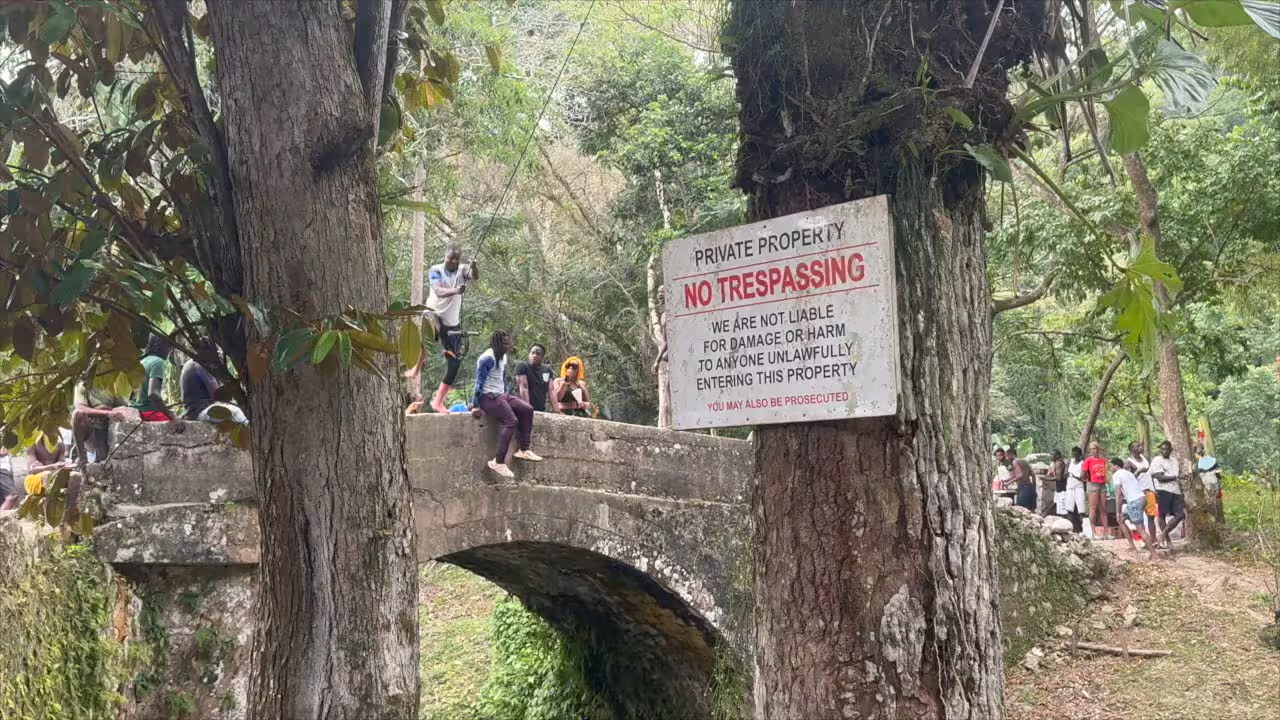 PRIVATE PROPERTY
NO TRESPASSING
WE ARE NOT LIABLE
FOR DAMAGE OR HARM
TO ANYONE UNLAWFULLY
ENTERING THIS PROPERTY
YOU MAY ALSO BE PROSECUTED